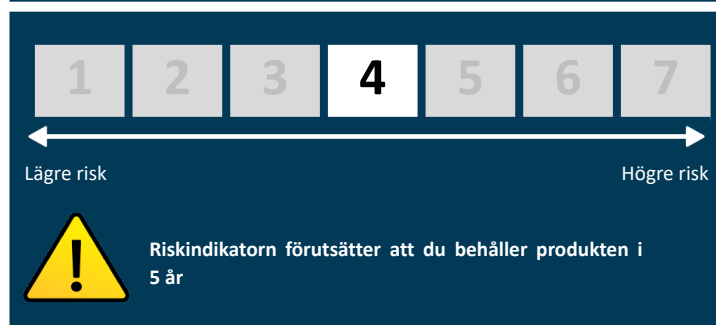 1 2 3 4 5 6 7
Lägre risk Högre risk
Riskindikatorn förutsätter att du behåller produkten i
5 år